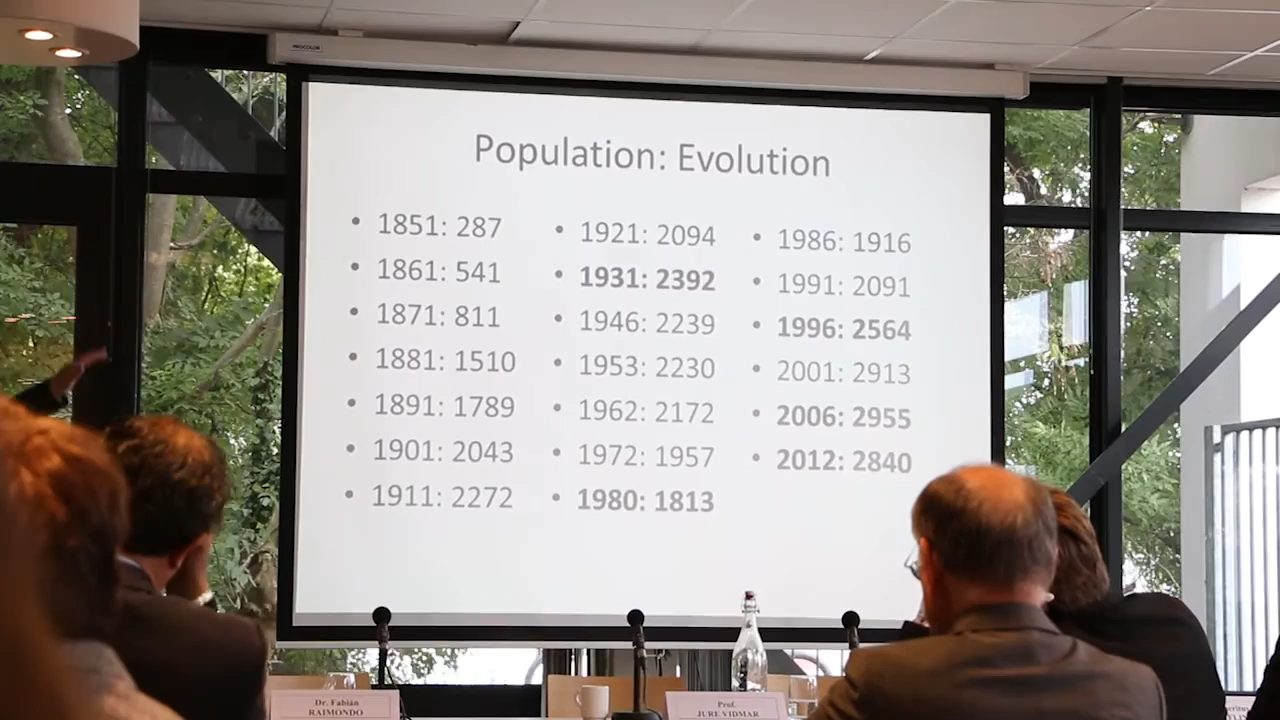 PROCOLOR
Population: Evolution
• 1851: 287
• 1861: 541
• 1871: 811
• 1881: 1510
• 1891: 1789
• 1901: 2043
• 1911: 2272
• 1921: 2094
• 1931: 2392
• 1946: 2239
• 1953: 2230
• 1962: 2172
• 1972: 1957
• 1980: 1813
• 1986: 1916
• 1991: 2091
• 1996: 2564
• 2001: 2913
• 2006: 2955
• 2012: 2840
Dr. Fabián
RAIMONDO
Prof.
JURE VIDMAR